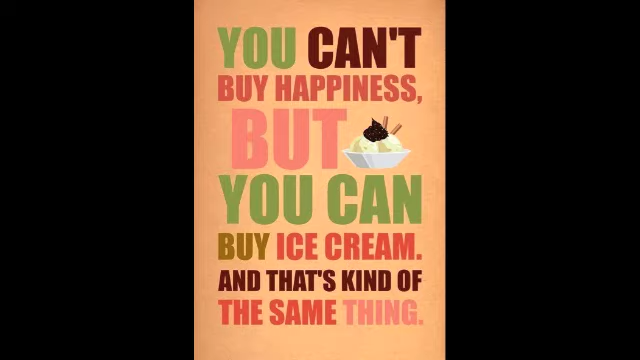 YOU CAN'T
BUY HAPPINESS,
BUT
YOU CAN
BUY ICE CREAM.
AND THAT'S KIND OF
THE SAME THING.